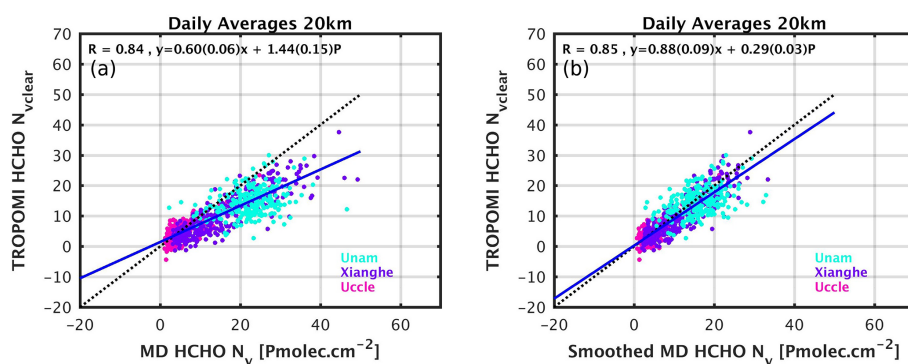 Daily Averages 20km
R = 0.84 , y=0.60(0.06)x + 1.44(0.15)P
(a)
70
60
50
40
30
20
10
0
−10
−20
−20 0 20 40 60
TROPOMI HCHO N_vclear
MD HCHO N_v [Pmolec.cm⁻²]
Unam
Xianghe
Uccle
Daily Averages 20km
R = 0.85 , y=0.88(0.09)x + 0.29(0.03)P
(b)
70
60
50
40
30
20
10
0
−10
−20
−20 0 20 40 60
TROPOMI HCHO N_vclear
Smoothed MD HCHO N_v [Pmolec.cm⁻²]
Unam
Xianghe
Uccle